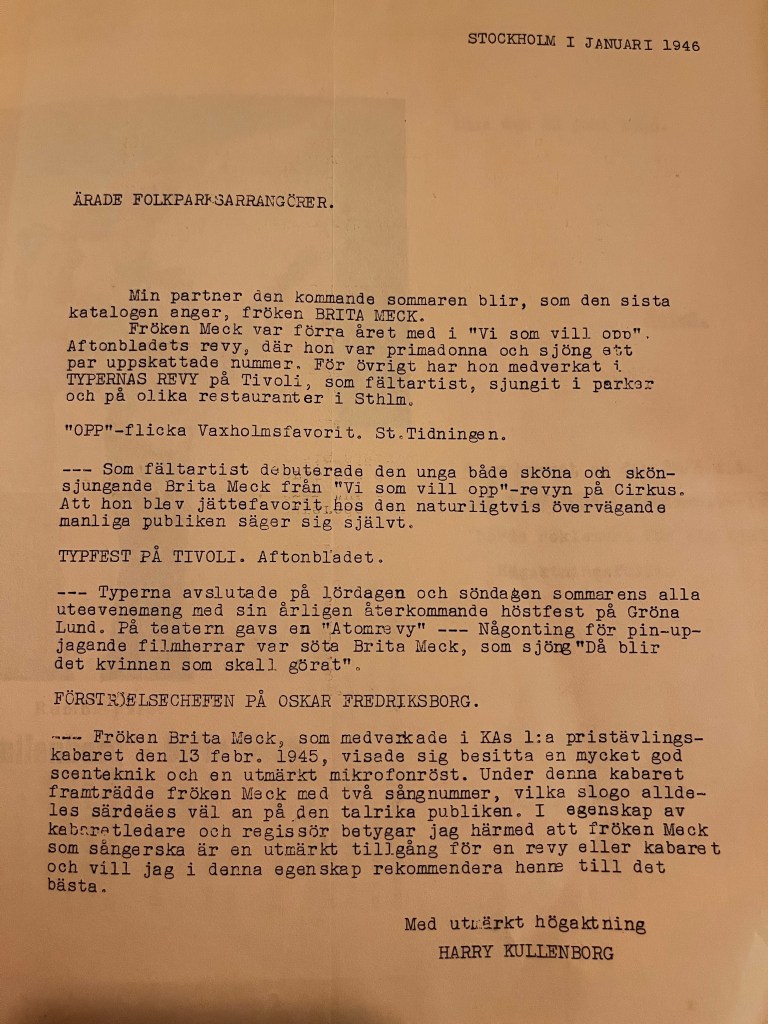 STOCKHOLM I JANUARI 1946
ÄRADE FOLKPARKSARRANGÖRER.
Min partner den kommande sommaren blir, som den sista
katalogen anger, fröken BRITA MECK.
Fröken Meck var förra året med i "Vi som vill opp".
Aftonbladets revy, där hon var primadonna och sjöng ett
par uppskattade nummer. För övrigt har hon medverkat i
TYPERNAS REVY på Tivoli, som fältartist, sjungit i parker
och på olika restauranter i Sthlm.
"OPP"-flicka Vaxholmsfavorit. St.Tidningen.
--- Som fältartist debuterade den unga både sköna och skön-
sjungande Brita Meck från "Vi som vill opp"-revyn på Cirkus.
Att hon blev jättefavorit hos den naturligtvis övervägande
manliga publiken säger sig självt.
TYPFEST PÅ TIVOLI. Aftonbladet.
--- Typerna avslutade på lördagen och söndagen sommarens alla
uteevenemang med sin årligen återkommande höstfest på Gröna
Lund. På teatern gavs en "Atomrevy" --- Någonting för pin-up-
jagande filmherrar var söta Brita Meck, som sjöng "Då blir
det kvinnan som skall görat".
FÖRSTRÖELSECHEFEN PÅ OSKAR FREDRIKSBORG.
--- Fröken Brita Meck, som medverkade i KAs 1:a pristävlings-
kabaret den 13 febr. 1945, visade sig besitta en mycket god
scenteknik och en utmärkt mikrofonröst. Under denna kabaret
framträdde fröken Meck med två sångnummer, vilka slogo allde-
les särdeäes väl an på den talrika publiken. I egenskap av
kabaretledare och regissör betygar jag härmed att fröken Meck
som sångerska är en utmärkt tillgång för en revy eller kabaret
och vill jag i denna egenskap rekommendera henne till det
bästa.
Med utmärkt högaktning
HARRY KULLENBORG